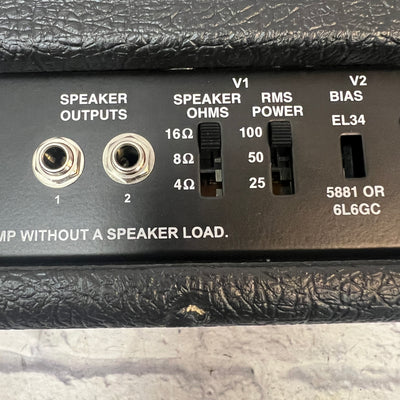 V1
V2
SPEAKER
OUTPUTS
SPEAKER
OHMS
RMS
POWER
BIAS
16Ω
8Ω
4Ω
100
50
25
EL34
5881 OR
6L6GC
1
2
MP WITHOUT A SPEAKER LOAD.